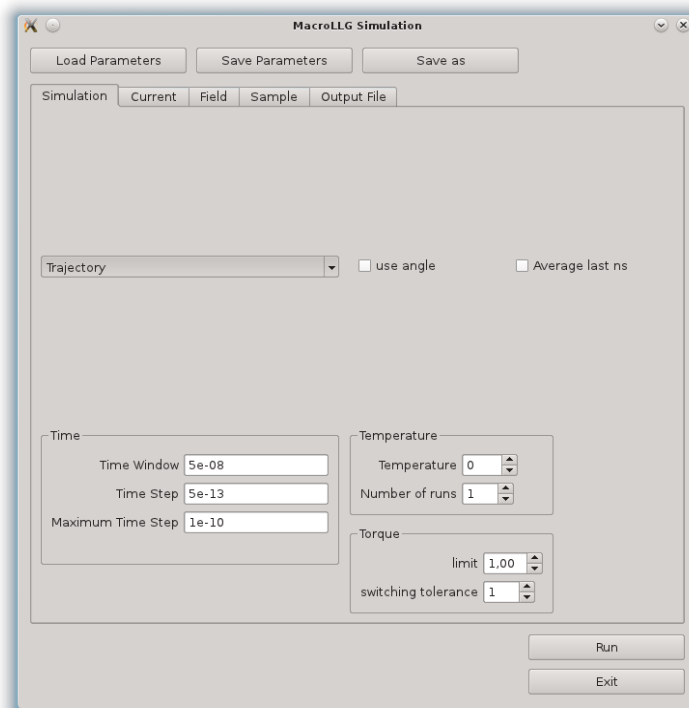 MacroLLG Simulation
Load Parameters Save Parameters Save as
Simulation Current Field Sample Output File
Trajectory use angle Average last ns
Time
Time Window 5e-08
Time Step 5e-13
Maximum Time Step 1e-10
Temperature
Temperature 0
Number of runs 1
Torque
limit 1,00
switching tolerance 1
Run
Exit